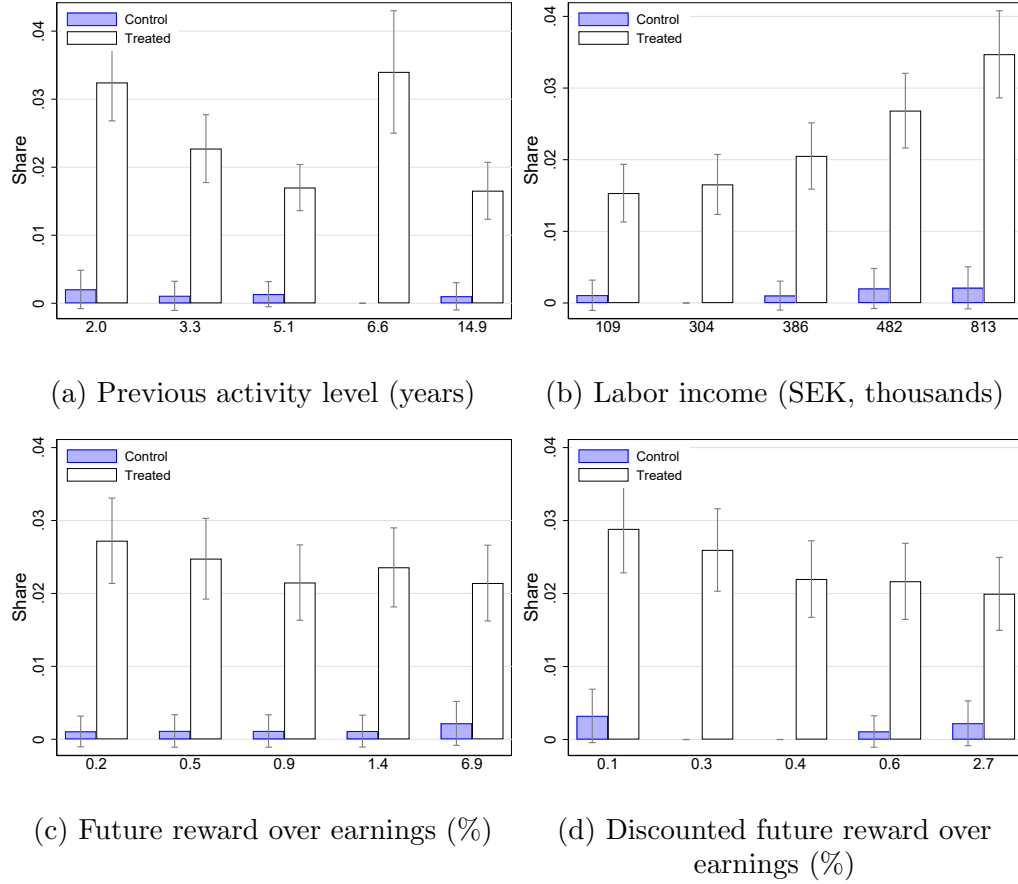 Control
Treated
Share
0
.01
.02
.03
.04
2.0 3.3 5.1 6.6 14.9
(a) Previous activity level (years)
Control
Treated
Share
0
.01
.02
.03
.04
109 304 386 482 813
(b) Labor income (SEK, thousands)
Control
Treated
Share
0
.01
.02
.03
.04
0.2 0.5 0.9 1.4 6.9
(c) Future reward over earnings (%)
Control
Treated
Share
0
.01
.02
.03
.04
0.1 0.3 0.4 0.6 2.7
(d) Discounted future reward over
earnings (%)